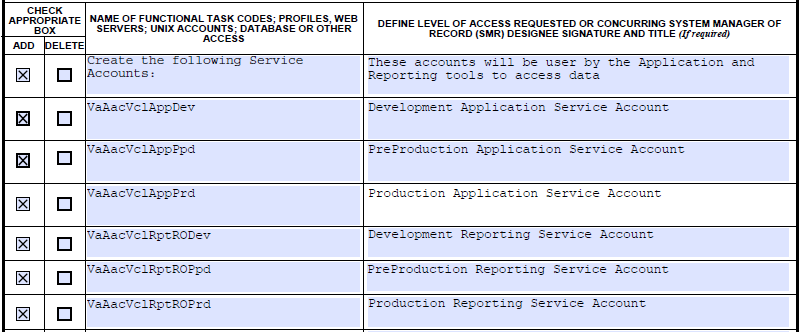 CHECK
APPROPRIATE
BOX
ADD
DELETE
NAME OF FUNCTIONAL TASK CODES; PROFILES, WEB
SERVERS; UNIX ACCOUNTS; DATABASE OR OTHER
ACCESS
DEFINE LEVEL OF ACCESS REQUESTED OR CONCURRING SYSTEM MANAGER OF
RECORD (SMR) DESIGNEE SIGNATURE AND TITLE (If required)
Create the following Service
Accounts:
These accounts will be user by the Application and
Reporting tools to access data
VaAacVclAppDev
Development Application Service Account
VaAacVclAppPpd
PreProduction Application Service Account
VaAacVclAppPrd
Production Application Service Account
VaAacVclRptRODev
Development Reporting Service Account
VaAacVclRptROPpd
PreProduction Reporting Service Account
VaAacVclRptROPrd
Production Reporting Service Account